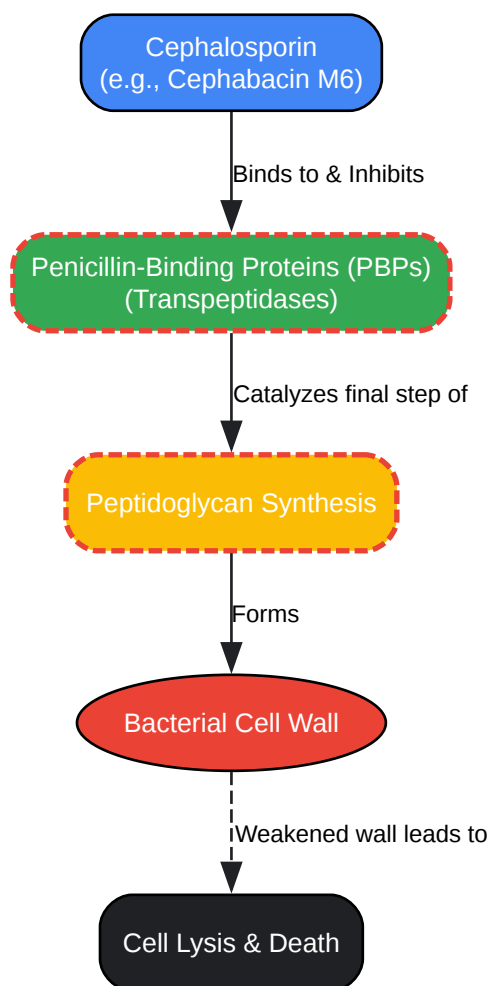 Cephalosporin
(e.g., Cephabacin M6)
Binds to & Inhibits
Penicillin-Binding Proteins (PBPs)
(Transpeptidases)
Catalyzes final step of
Peptidoglycan Synthesis
Forms
Bacterial Cell Wall
Weakened wall leads to
Cell Lysis & Death